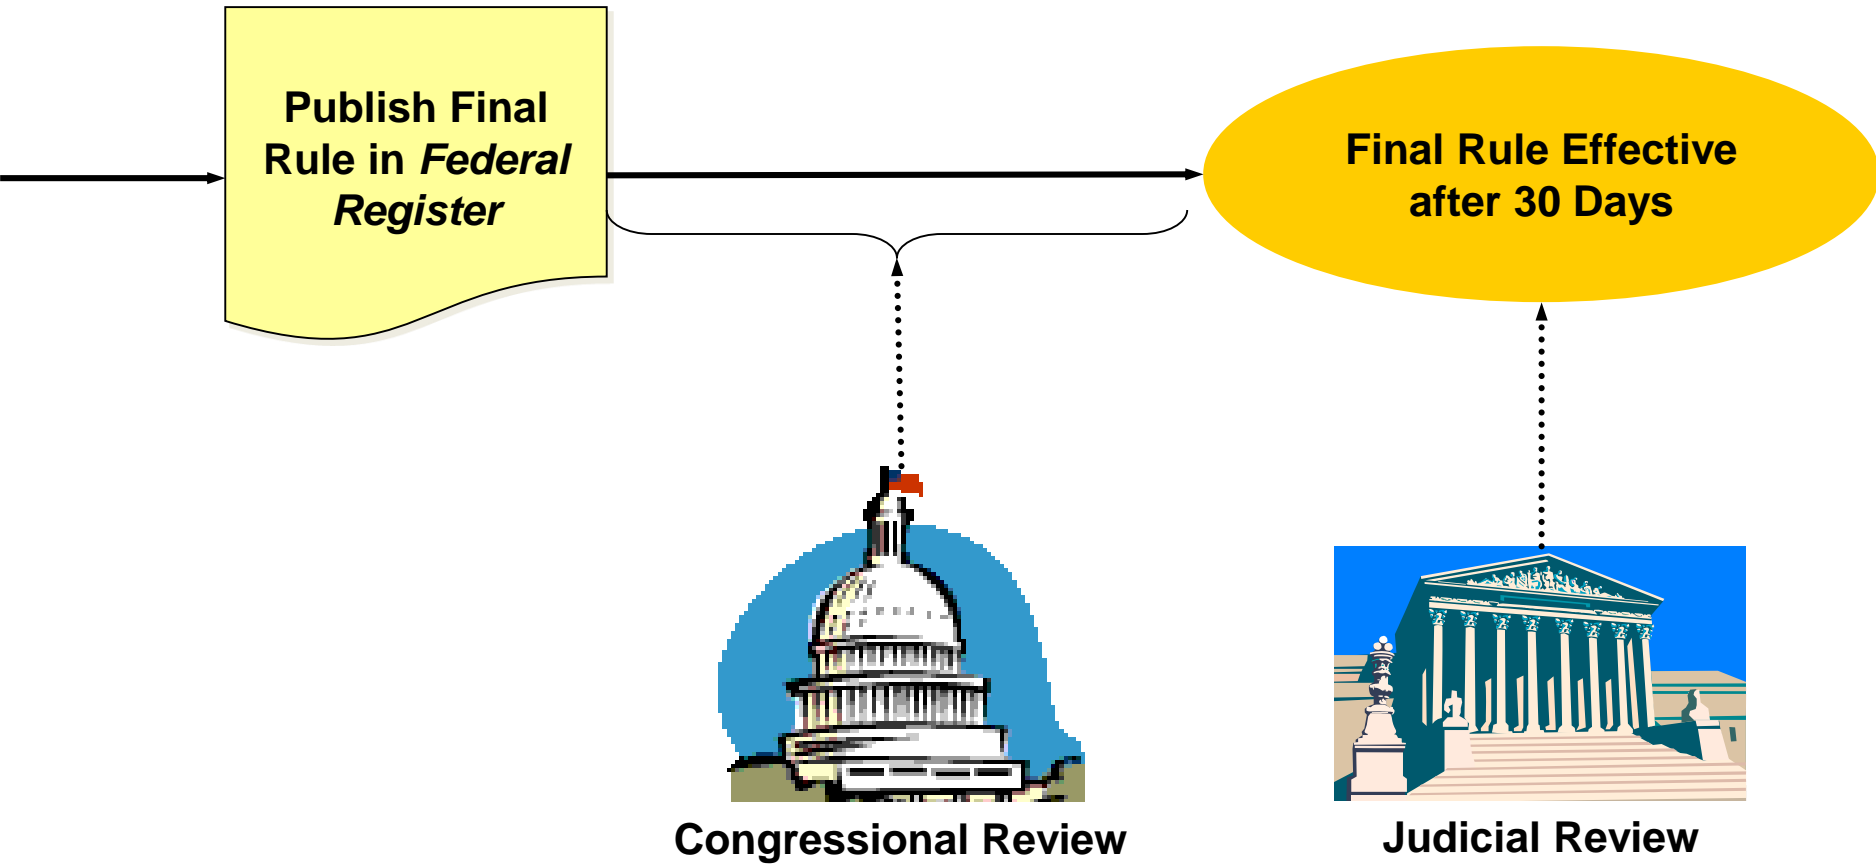 Publish Final
Rule in Federal
Register
Final Rule Effective
after 30 Days
Congressional Review
Judicial Review